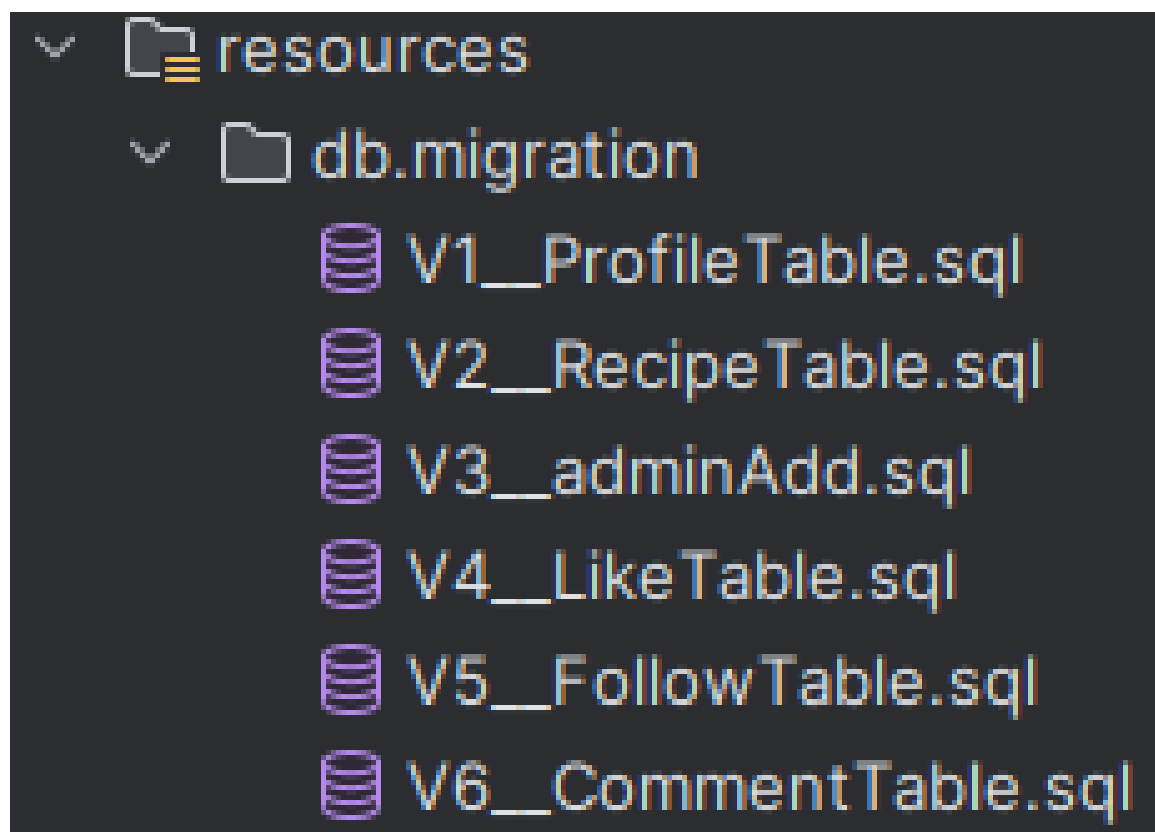 resources
db.migration
V1__ProfileTable.sql
V2__RecipeTable.sql
V3__adminAdd.sql
V4__LikeTable.sql
V5__FollowTable.sql
V6__CommentTable.sql